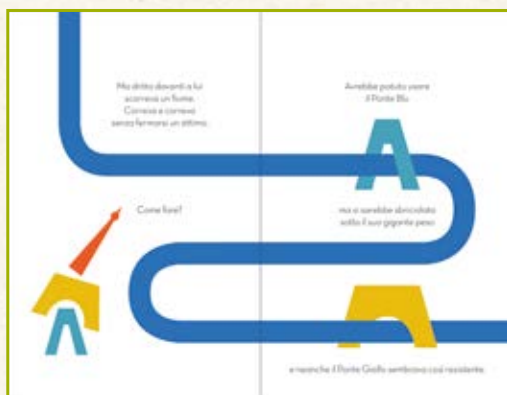 Ma dritto davanti a lui
scorreva un fiume.
Correva e correva
senza fermarsi un attimo.
Come fare?
Avrebbe potuto usare
il Ponte Blu
ma si sarebbe sbriciolato
sotto il suo gigante peso
e neanche il Ponte Giallo sembrava così resistente.